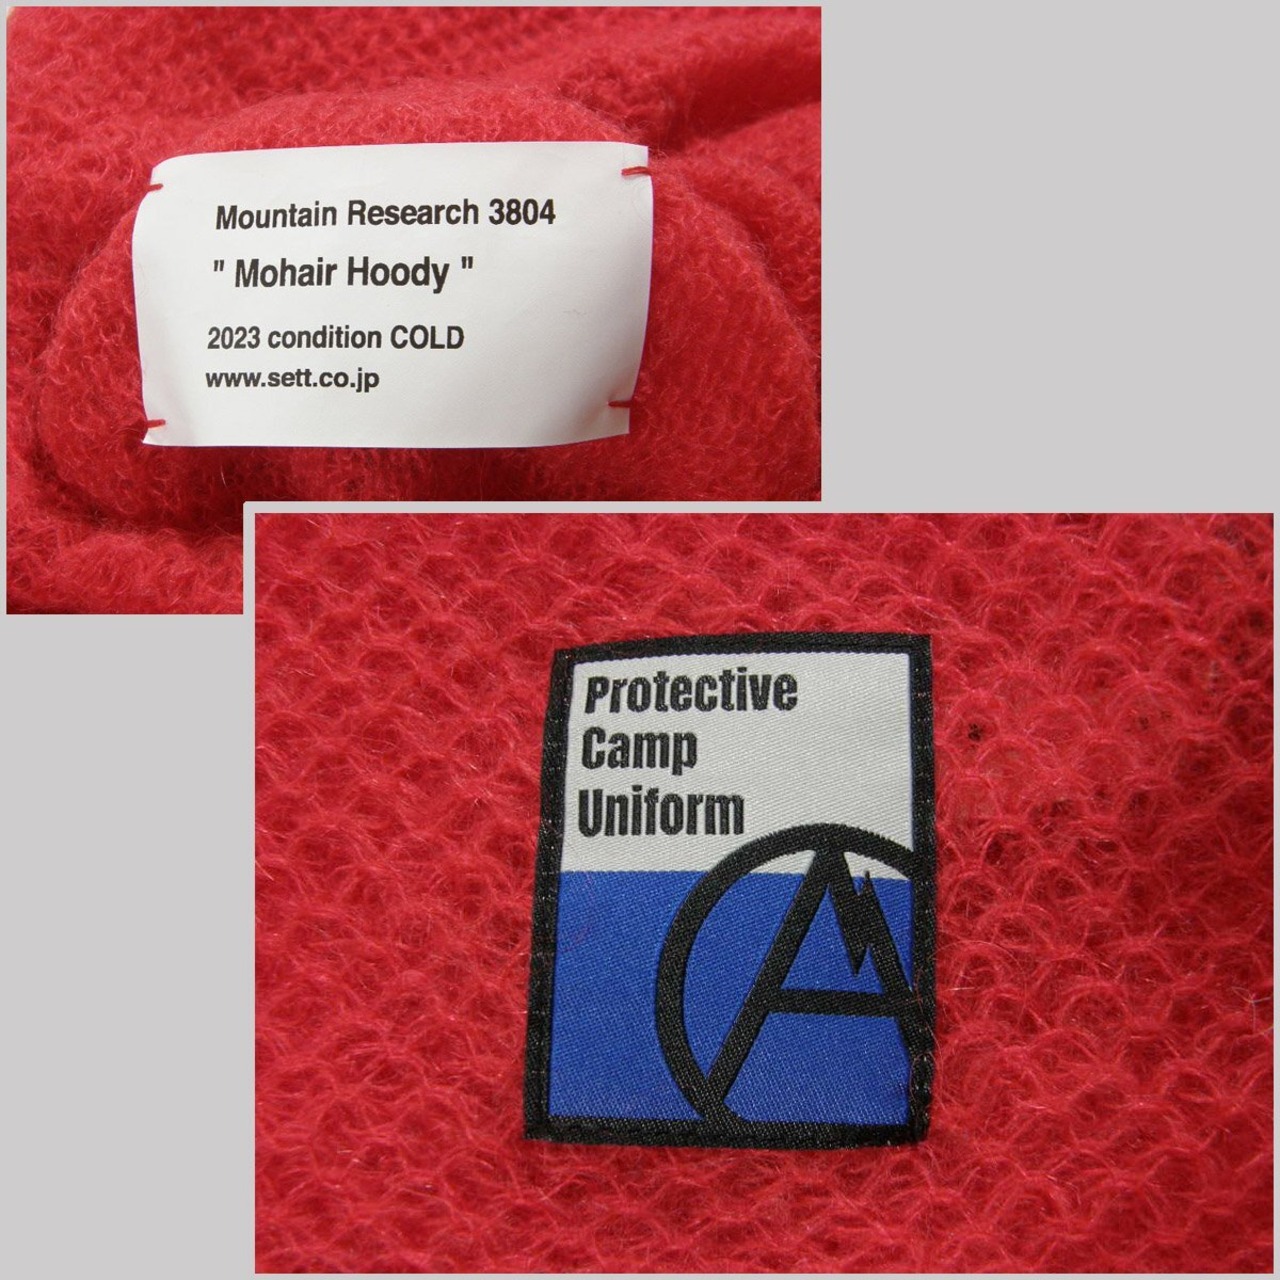 Mountain Research 3804
" Mohair Hoody "
2023 condition COLD
www.sett.co.jp
Protective
Camp
Uniform